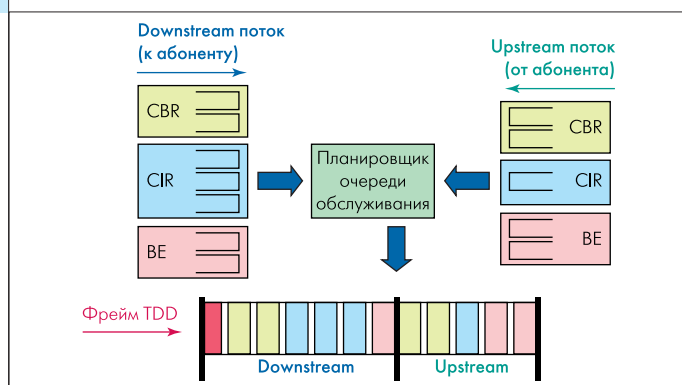 Downstream поток
(к абоненту)
Upstream поток
(от абонента)
CBR
CIR
BE
Планировщик
очереди
обслуживания
CBR
CIR
BE
Фрейм TDD
Downstream
Upstream